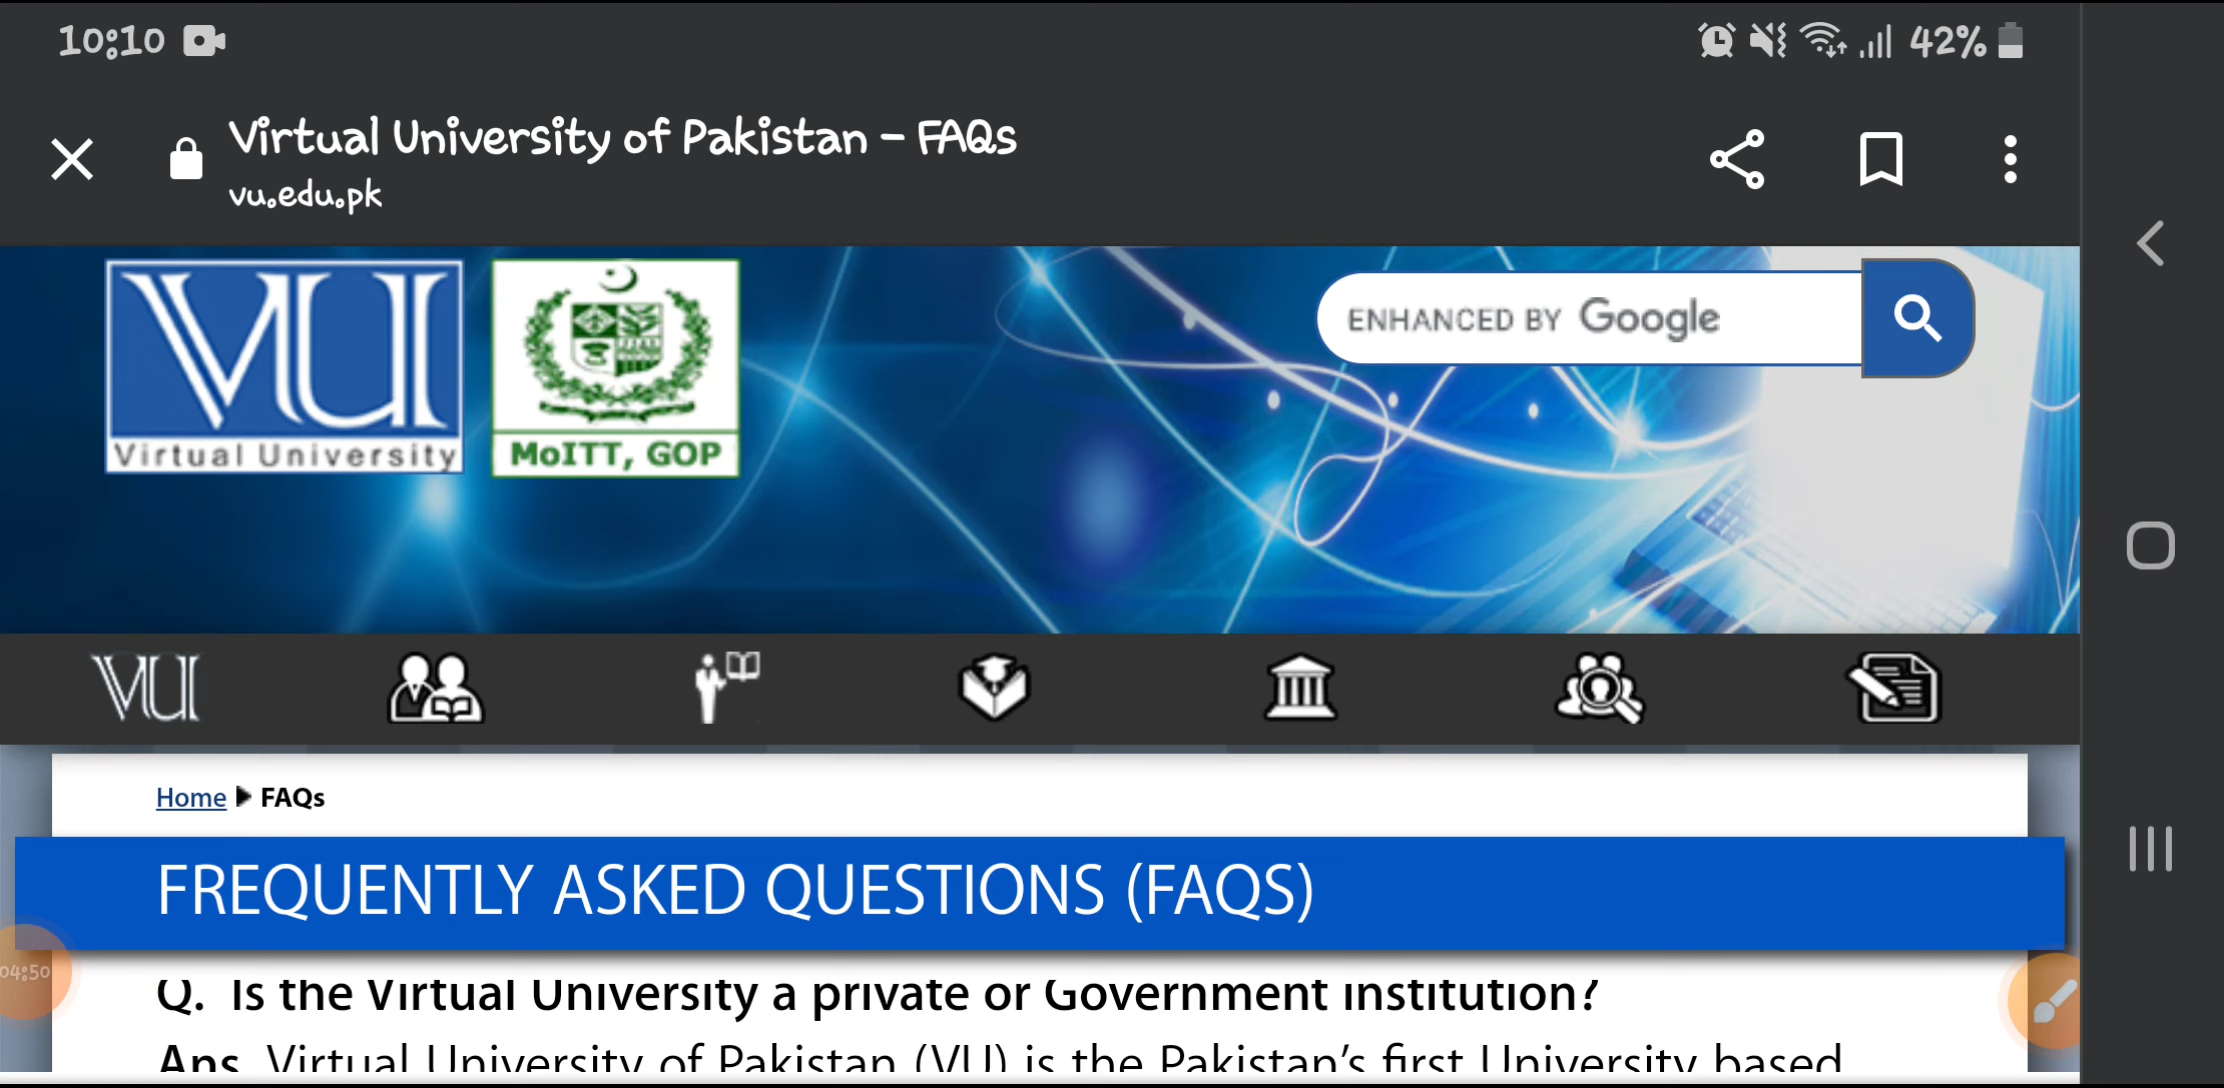 10:10
42%
Virtual University of Pakistan – FAQs
vu.edu.pk
VU
Virtual University
MoITT, GOP
ENHANCED BY Google
VU
Home ▶ FAQs
FREQUENTLY ASKED QUESTIONS (FAQS)
04:50
Q. Is the Virtual University a private or Government institution?
Ans. Virtual University of Pakistan (VU) is the Pakistan's first University based